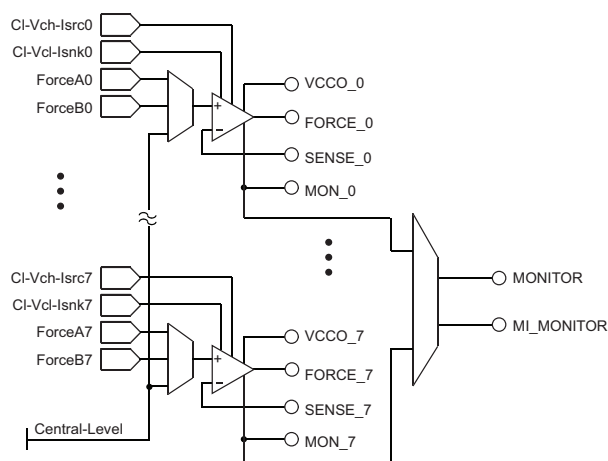 Cl-Vch-Isrc0
Cl-Vcl-Isnk0
ForceA0
ForceB0
+
−
VCCO_0
FORCE_0
SENSE_0
MON_0
Cl-Vch-Isrc7
Cl-Vcl-Isnk7
ForceA7
ForceB7
+
−
VCCO_7
FORCE_7
SENSE_7
MON_7
MONITOR
MI_MONITOR
Central-Level